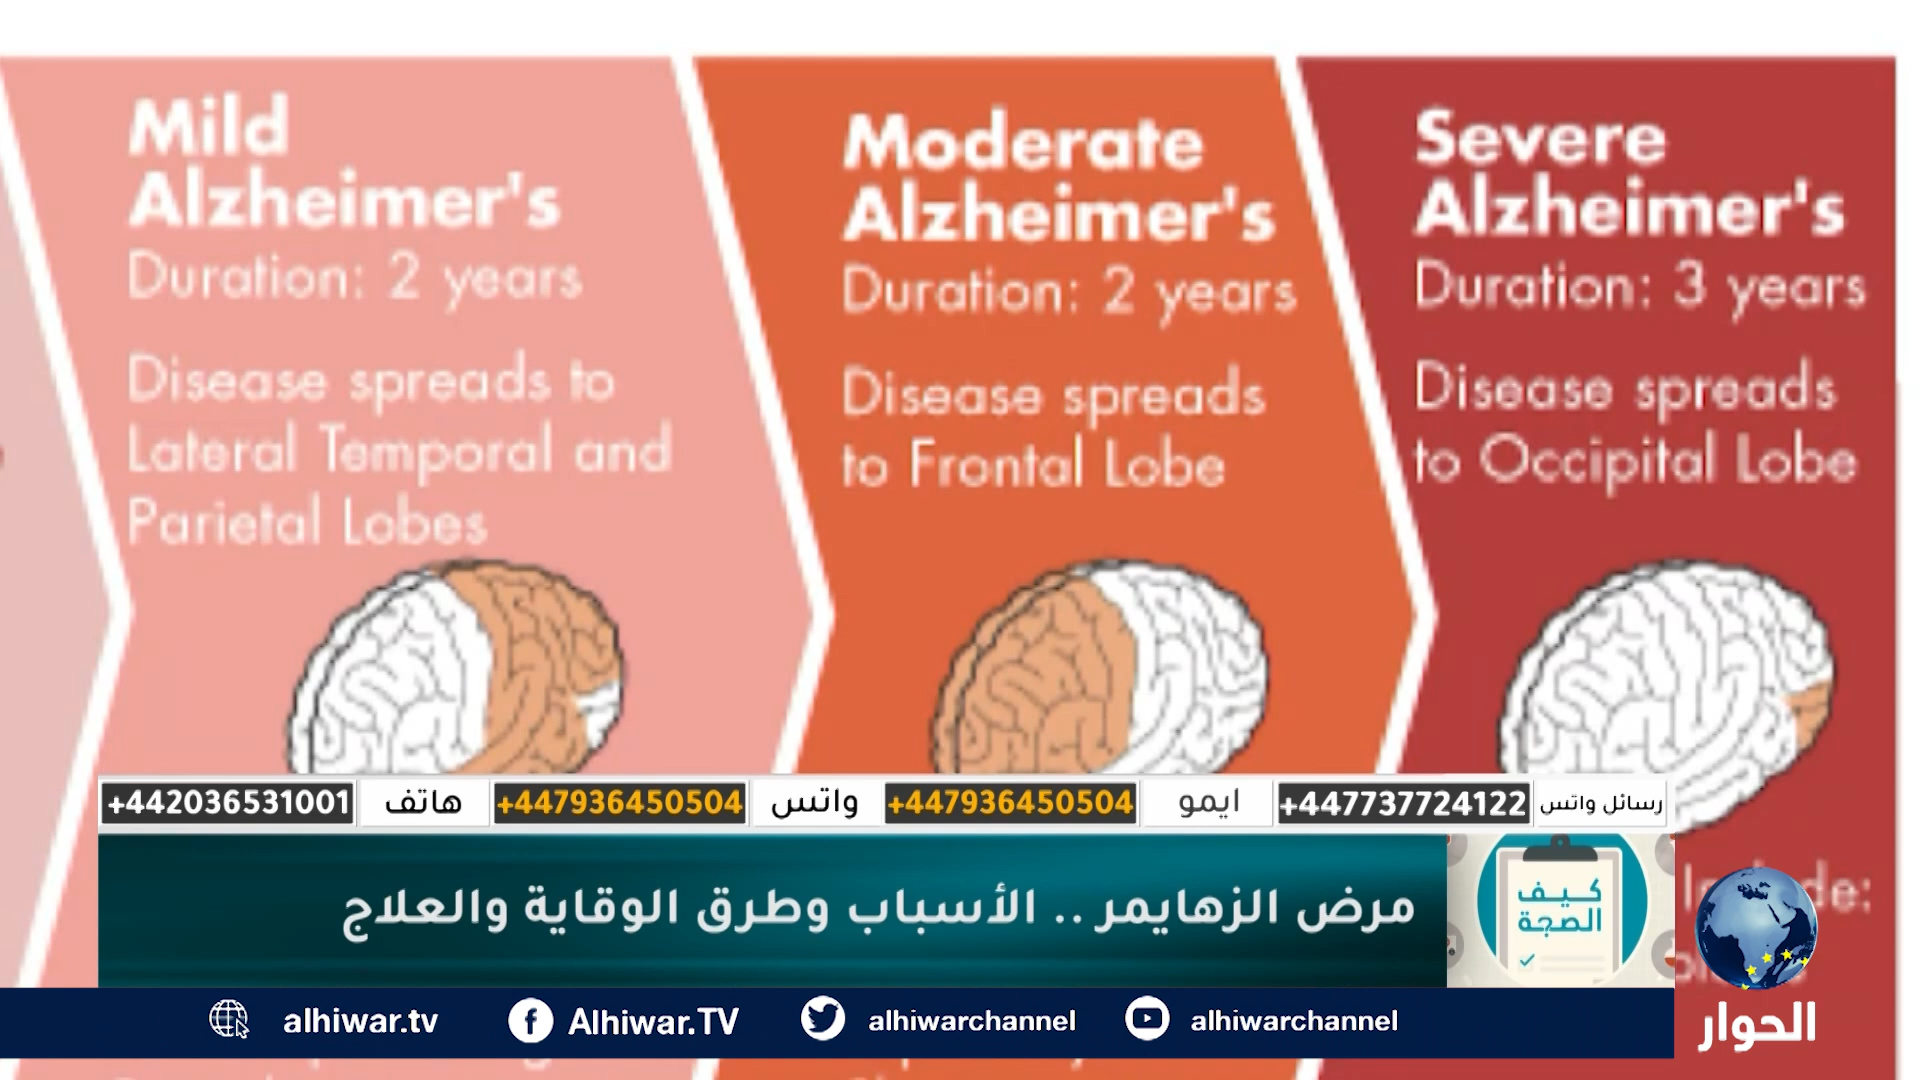 Mild
Alzheimer's
Duration: 2 years
Disease spreads to
Lateral Temporal and
Parietal Lobes
Moderate
Alzheimer's
Duration: 2 years
Disease spreads
to Frontal Lobe
Severe
Alzheimer's
Duration: 3 years
Disease spreads
to Occipital Lobe
رسائل واتس +447737724122 ايمو +447936450504 واتس +447936450504 هاتف +442036531001
مرض الزهايمر .. الأسباب وطرق الوقاية والعلاج
كيف
الصحة؟
الحوار
alhiwar.tv Alhiwar.TV alhiwarchannel alhiwarchannel